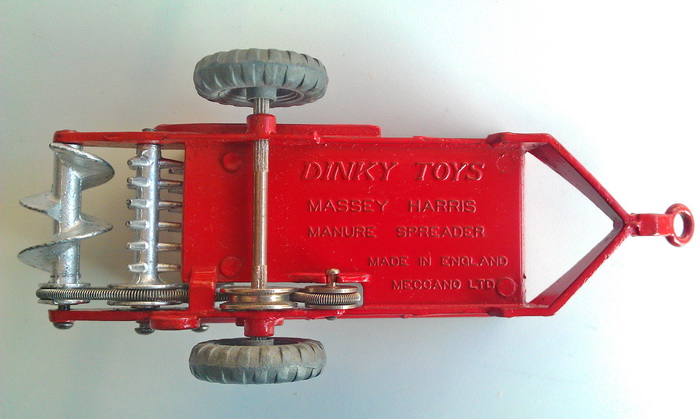 DINKY TOYS
MASSEY HARRIS
MANURE SPREADER
MADE IN ENGLAND
MECCANO LTD